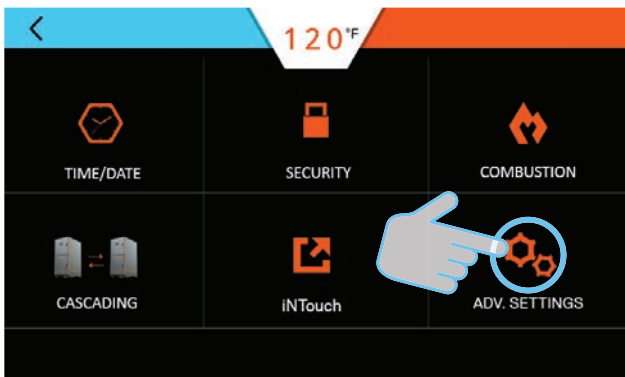 120°F
TIME/DATE
SECURITY
COMBUSTION
CASCADING
iNTouch
ADV. SETTINGS